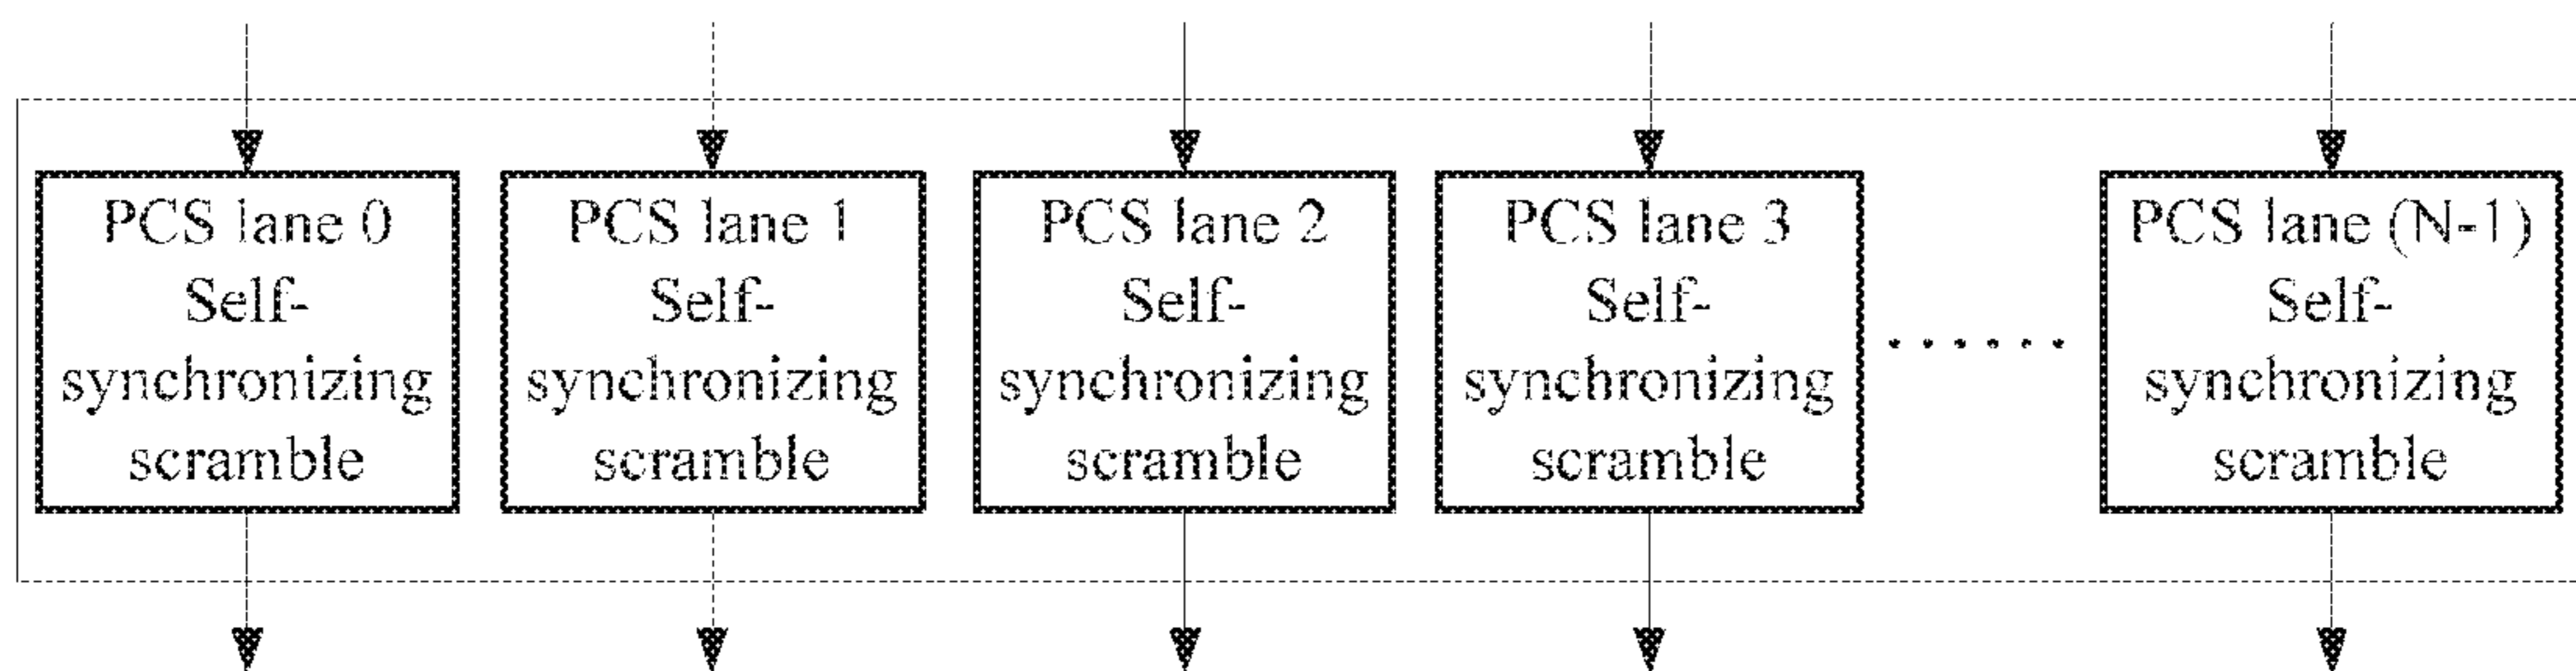 PCS lane 0
Self-
synchronizing
scramble
PCS lane 1
Self-
synchronizing
scramble
PCS lane 2
Self-
synchronizing
scramble
PCS lane 3
Self-
synchronizing
scramble
......
PCS lane (N-1)
Self-
synchronizing
scramble